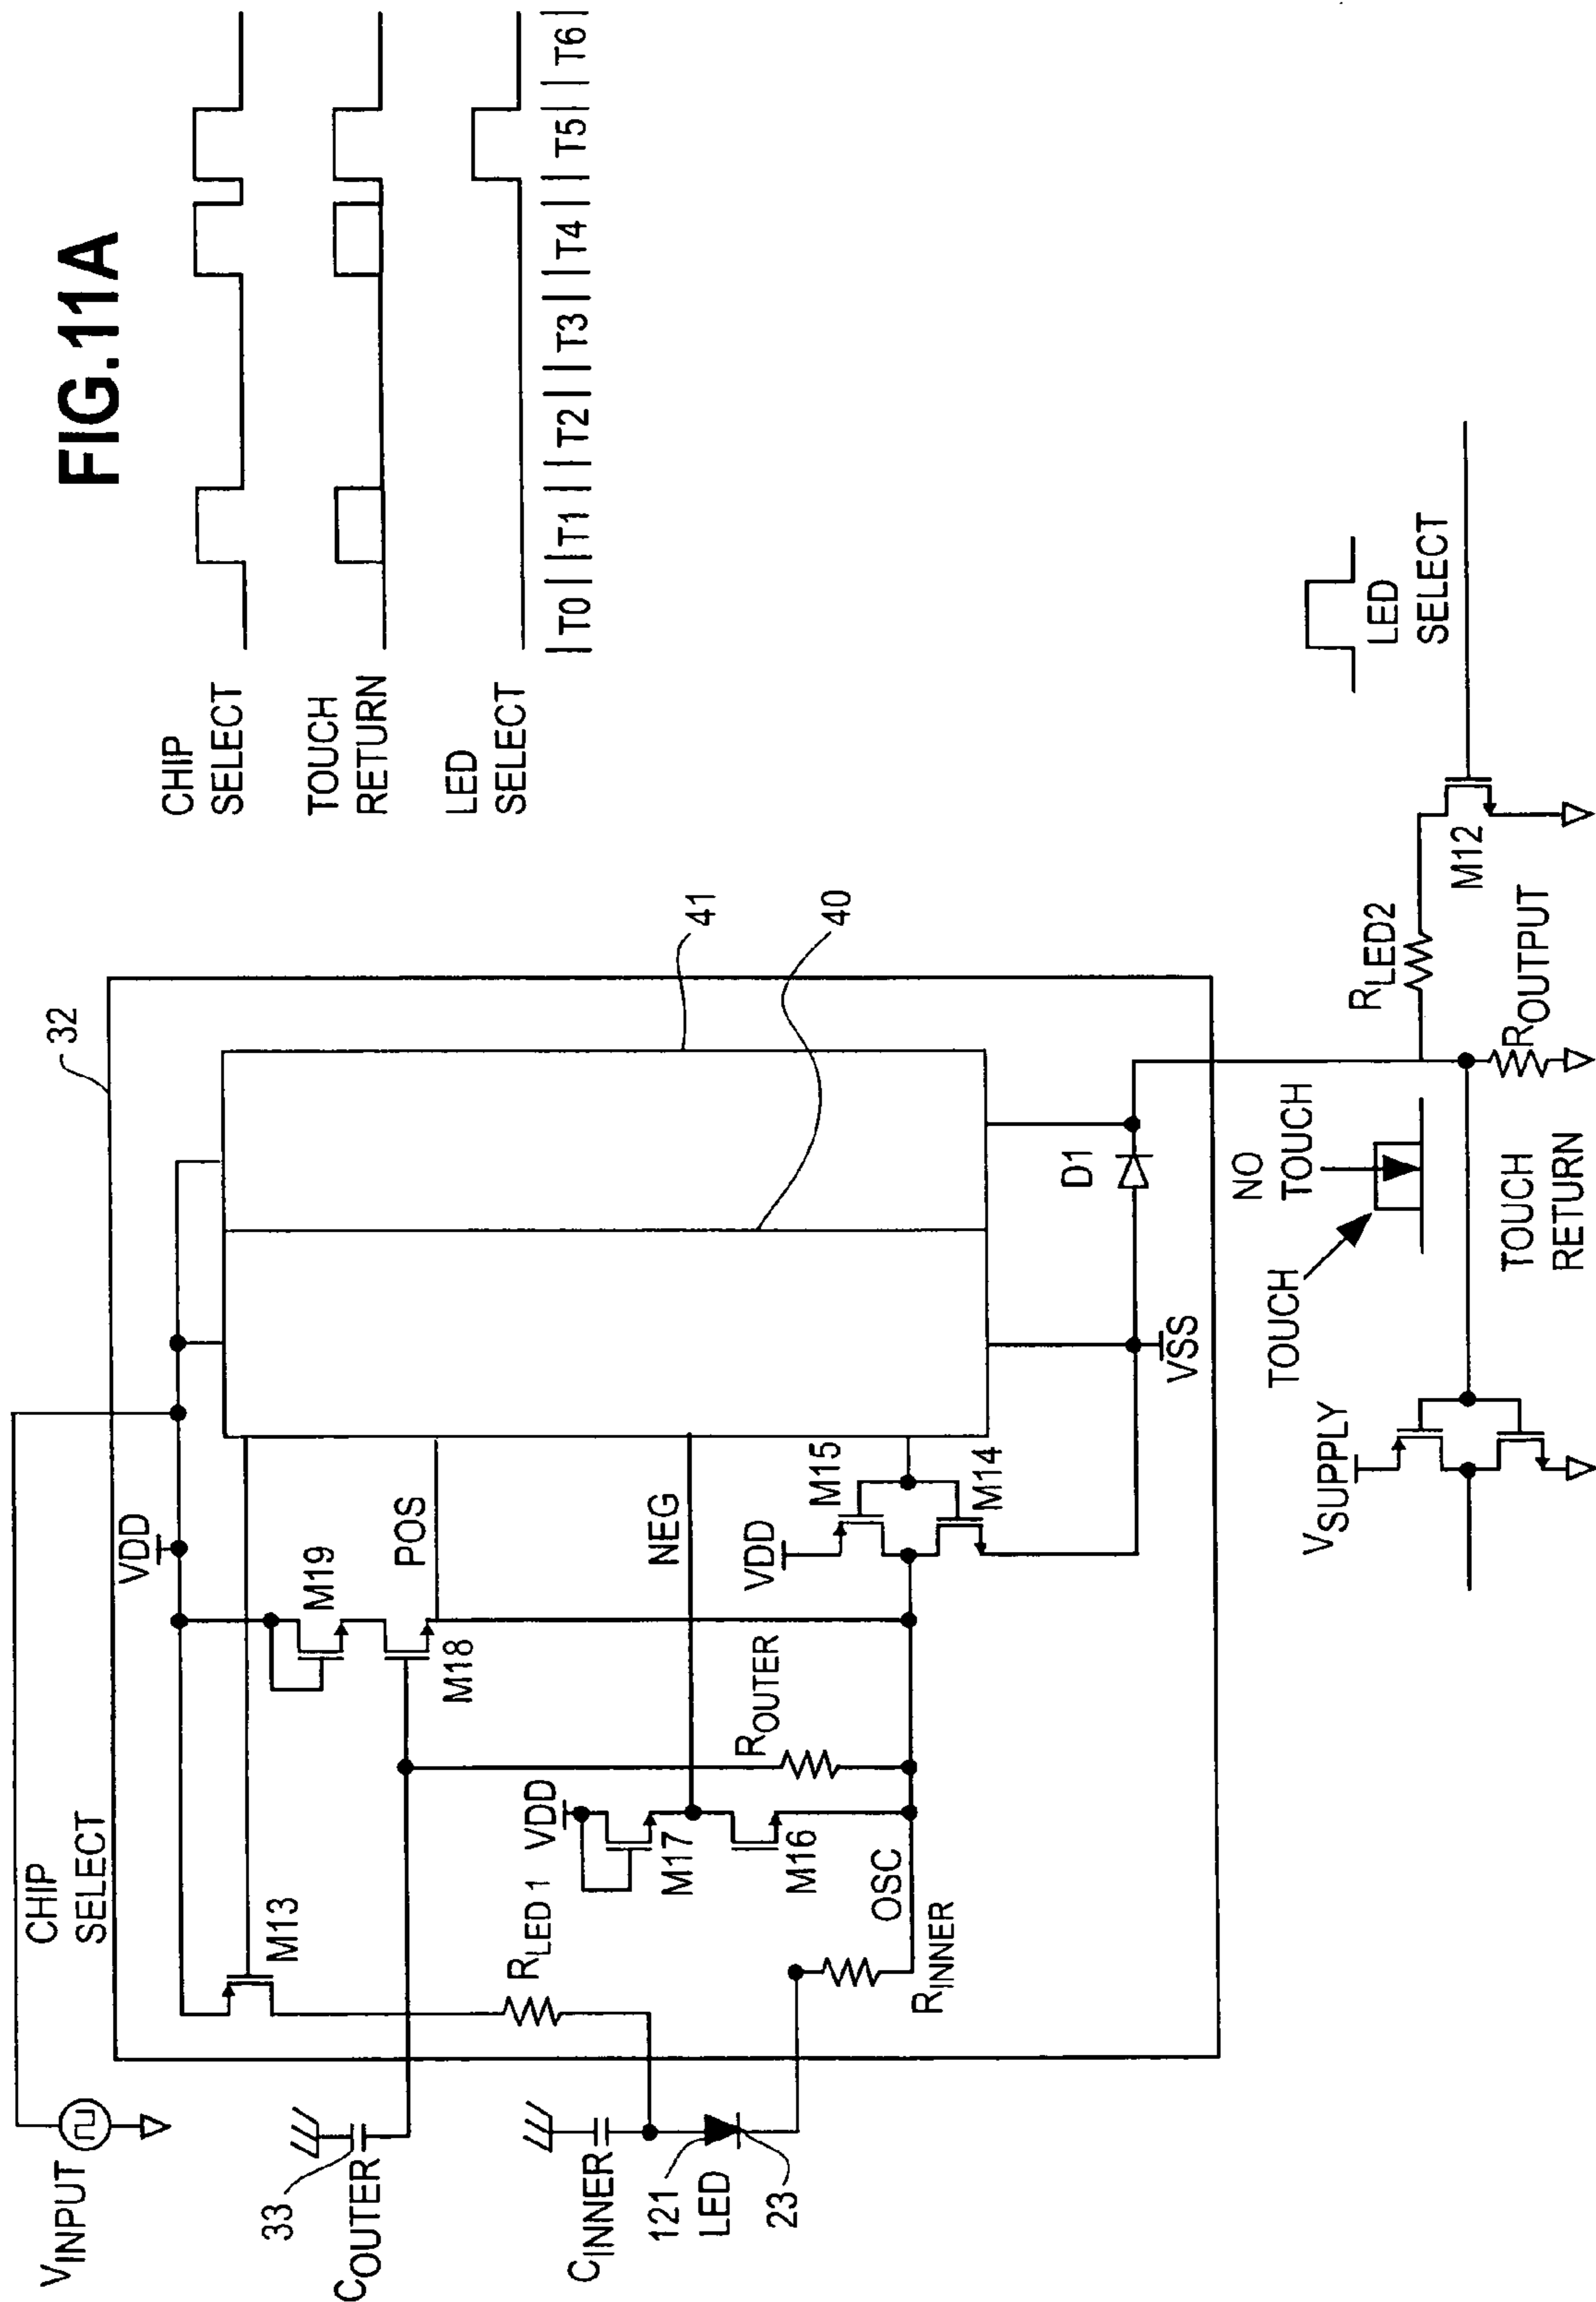 FIG.11A
CHIP
SELECT
TOUCH
RETURN
LED
SELECT
T0 T1 T2 T3 T4 T5 T6
VINPUT
CHIP
SELECT
32
VDD
M13
M19
M18
POS
33
COUTER
RLED 1
VDD
M17
M16
NEG
ROUTER
CINNER
121
LED
23
OSC
RINNER
VDD
M15
M14
41
40
D1
VSS
VSUPPLY
TOUCH
NO
TOUCH
TOUCH
RETURN
RLED2
ROUTPUT
M12
LED
SELECT